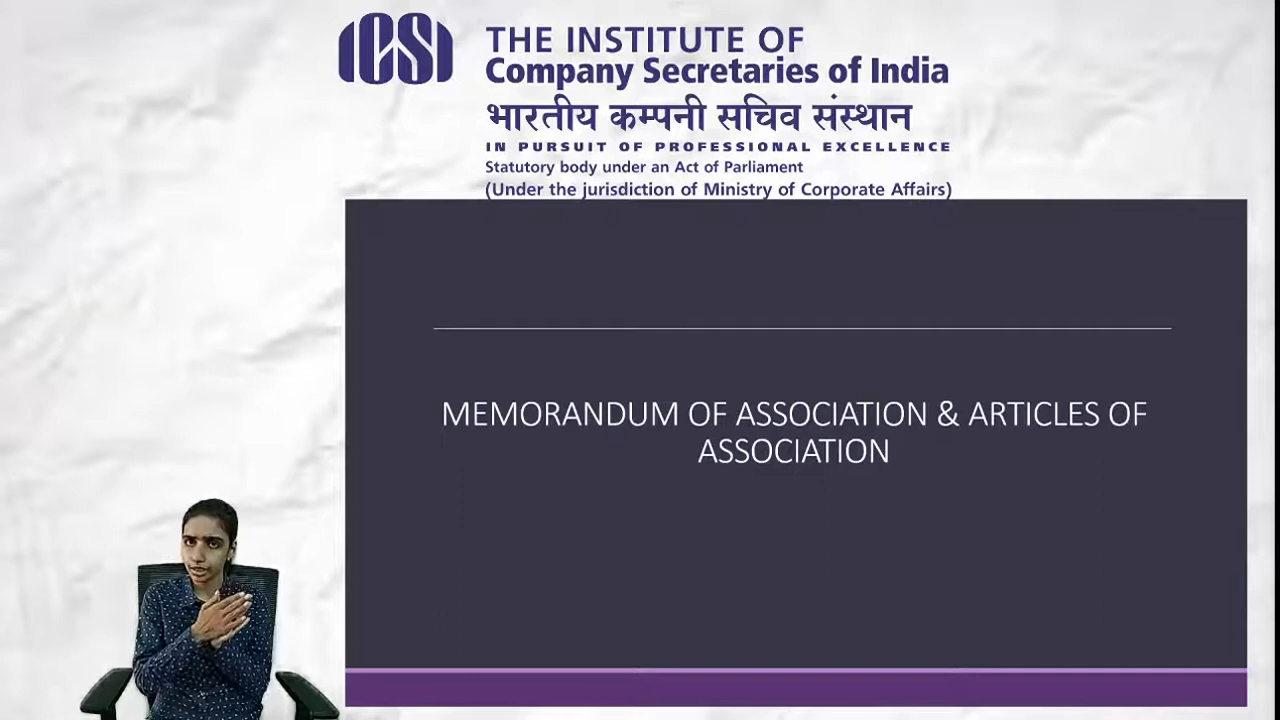 ICSI
THE INSTITUTE OF
Company Secretaries of India
भारतीय कम्पनी सचिव संस्थान
IN PURSUIT OF PROFESSIONAL EXCELLENCE
Statutory body under an Act of Parliament
(Under the jurisdiction of Ministry of Corporate Affairs)
MEMORANDUM OF ASSOCIATION & ARTICLES OF
ASSOCIATION